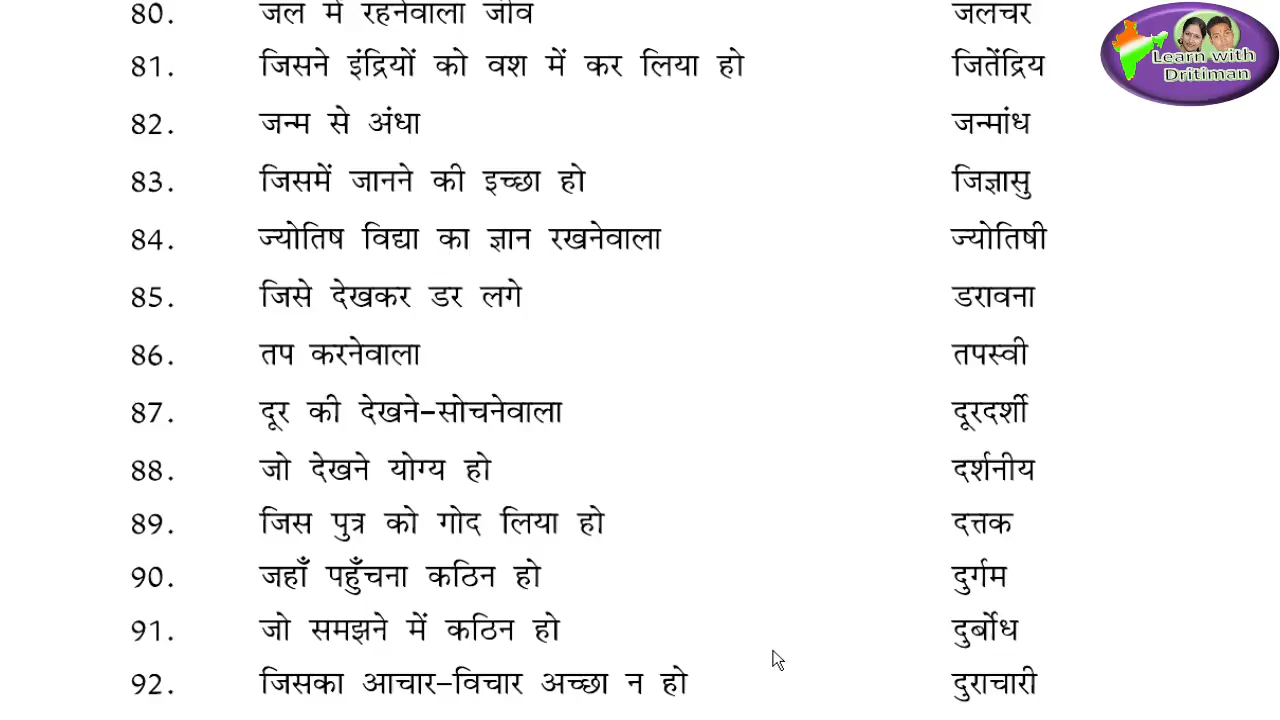 80. जल में रहनेवाला जीव जलचर
81. जिसने इंद्रियों को वश में कर लिया हो जितेंद्रिय
82. जन्म से अंधा जन्मांध
83. जिसमें जानने की इच्छा हो जिज्ञासु
84. ज्योतिष विद्या का ज्ञान रखनेवाला ज्योतिषी
85. जिसे देखकर डर लगे डरावना
86. तप करनेवाला तपस्वी
87. दूर की देखने-सोचनेवाला दूरदर्शी
88. जो देखने योग्य हो दर्शनीय
89. जिस पुत्र को गोद लिया हो दत्तक
90. जहाँ पहुँचना कठिन हो दुर्गम
91. जो समझने में कठिन हो दुर्बोध
92. जिसका आचार-विचार अच्छा न हो दुराचारी
Learn with
Dritiman